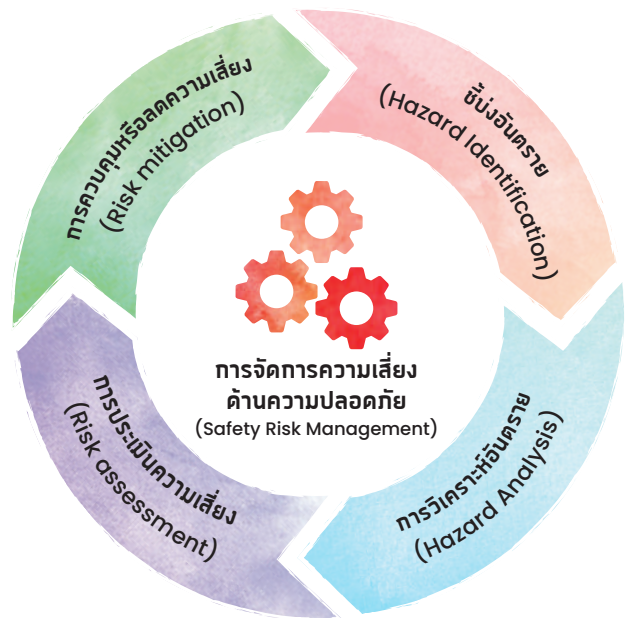 ชี้บ่งอันตราย
(Hazard Identification)
การวิเคราะห์อันตราย
(Hazard Analysis)
การประเมินความเสี่ยง
(Risk assessment)
การควบคุมหรือลดความเสี่ยง
(Risk mitigation)
การจัดการความเสี่ยง
ด้านความปลอดภัย
(Safety Risk Management)